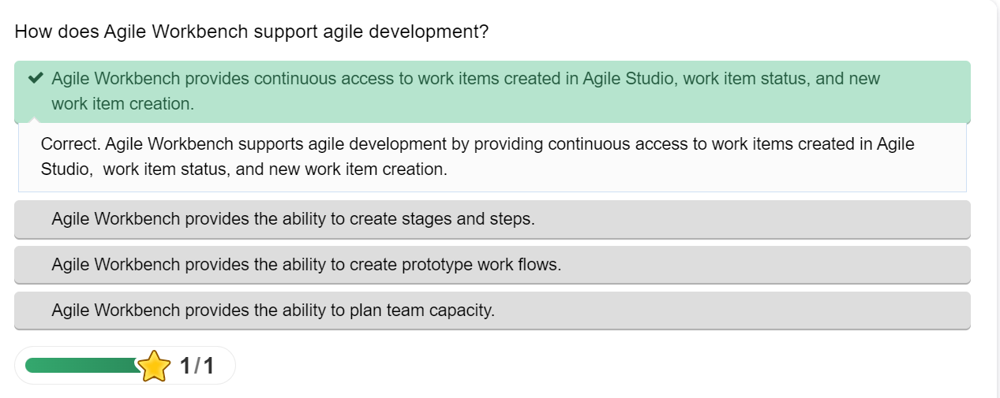 How does Agile Workbench support agile development?
Agile Workbench provides continuous access to work items created in Agile Studio, work item status, and new
work item creation.
Correct. Agile Workbench supports agile development by providing continuous access to work items created in Agile
Studio,  work item status, and new work item creation.
Agile Workbench provides the ability to create stages and steps.
Agile Workbench provides the ability to create prototype work flows.
Agile Workbench provides the ability to plan team capacity.
1/1